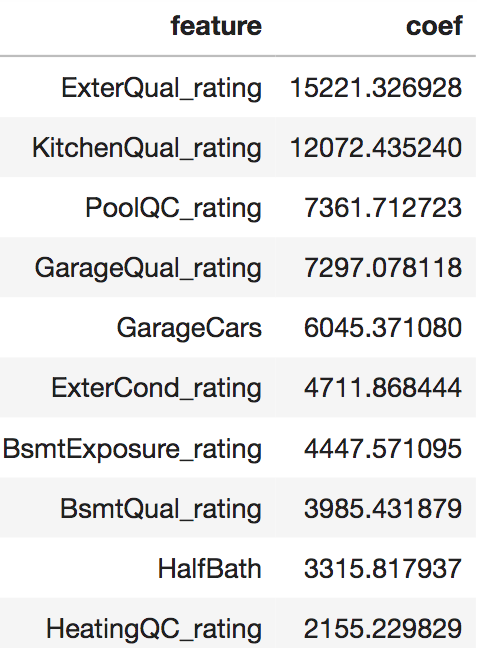 feature coef
ExterQual_rating 15221.326928
KitchenQual_rating 12072.435240
PoolQC_rating 7361.712723
GarageQual_rating 7297.078118
GarageCars 6045.371080
ExterCond_rating 4711.868444
BsmtExposure_rating 4447.571095
BsmtQual_rating 3985.431879
HalfBath 3315.817937
HeatingQC_rating 2155.229829